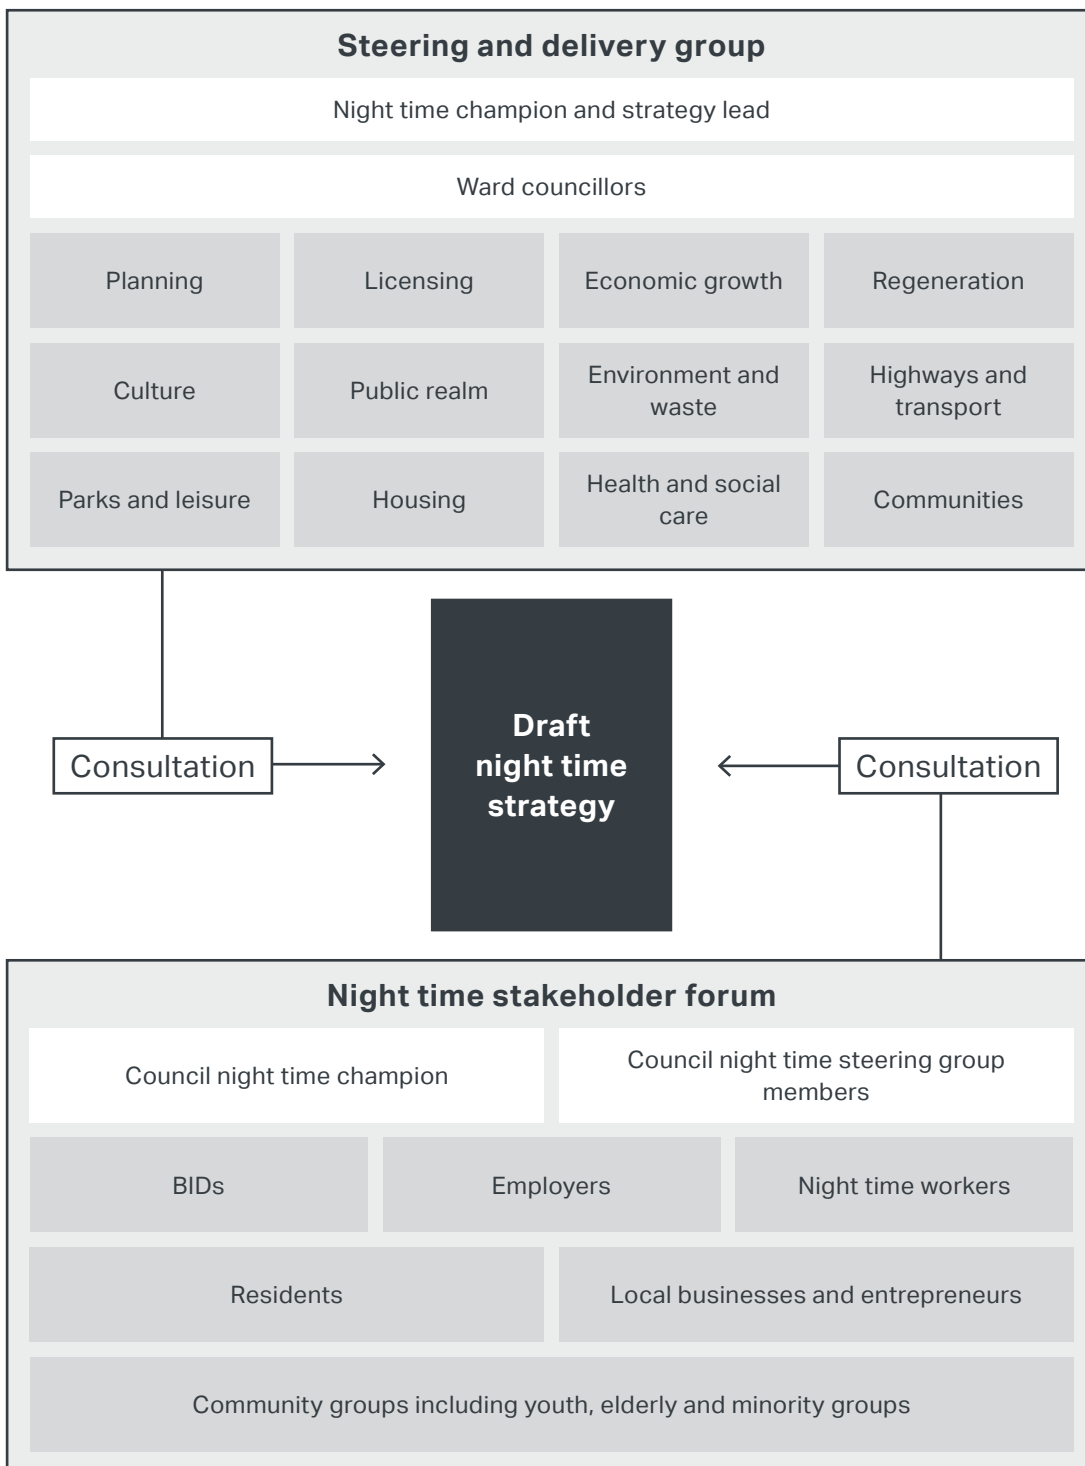 Steering and delivery group
Night time champion and strategy lead
Ward councillors
Planning
Licensing
Economic growth
Regeneration
Culture
Public realm
Environment and
waste
Highways and
transport
Parks and leisure
Housing
Health and social
care
Communities
Consultation
Draft
night time
strategy
Consultation
Night time stakeholder forum
Council night time champion
Council night time steering group
members
BIDs
Employers
Night time workers
Residents
Local businesses and entrepreneurs
Community groups including youth, elderly and minority groups